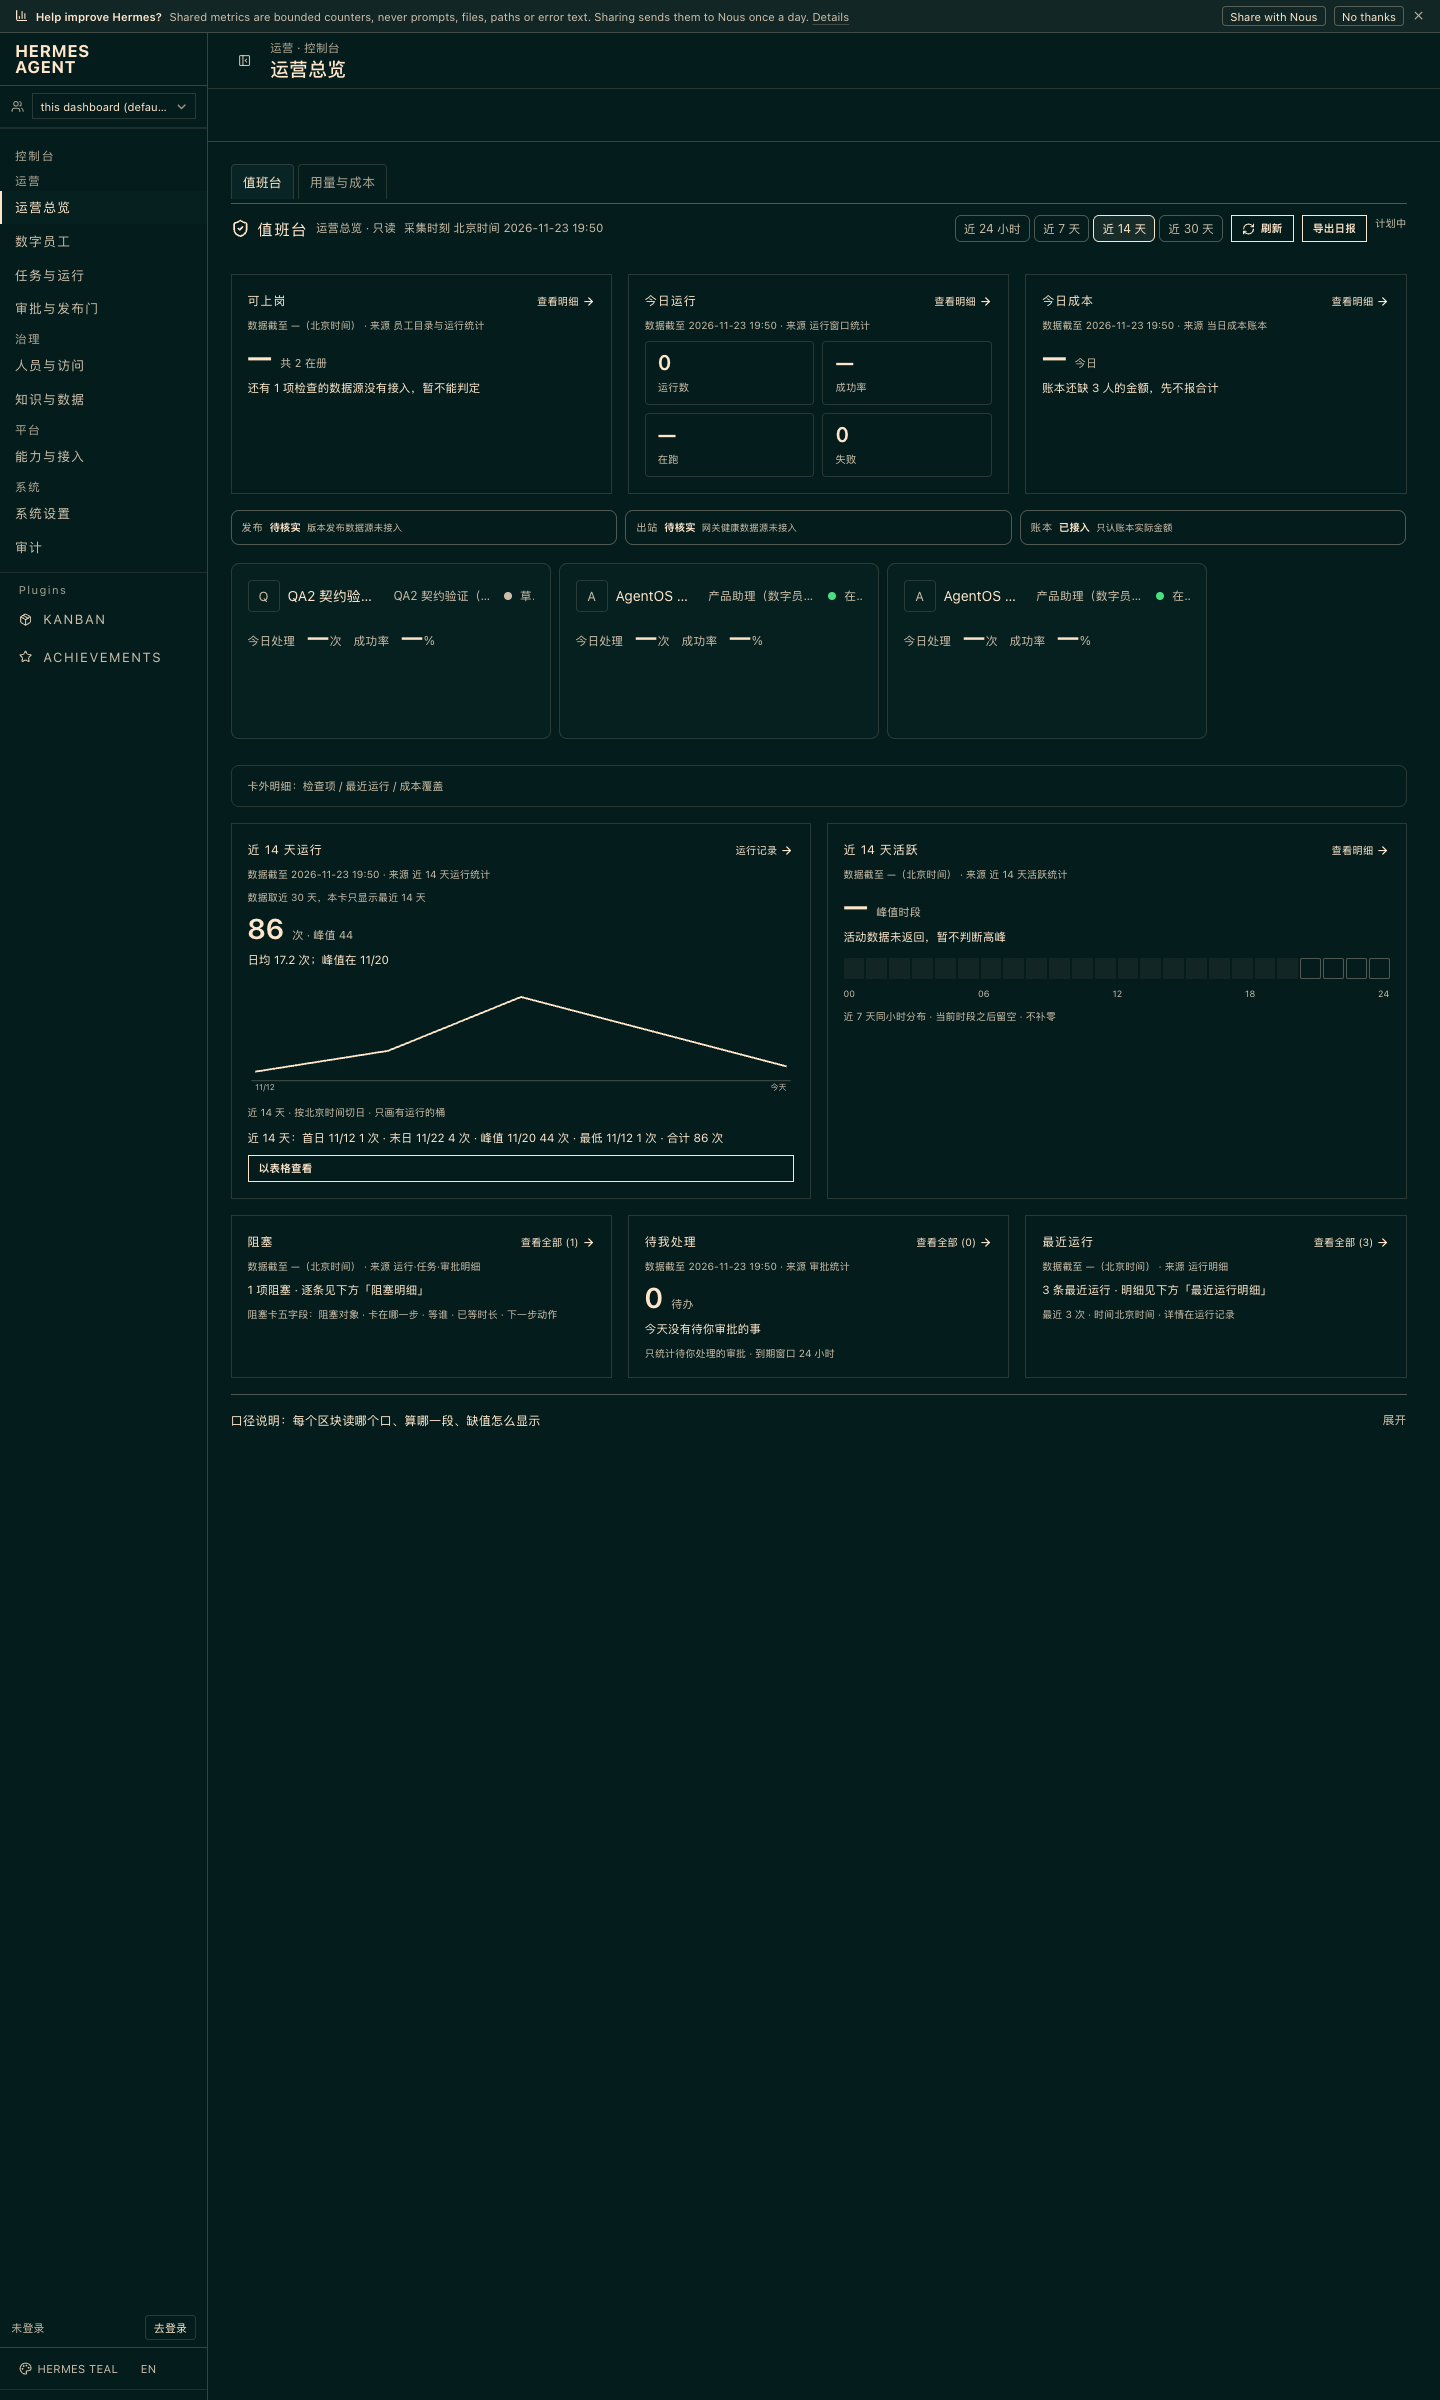 Help improve Hermes? Shared metrics are bounded counters, never prompts, files, paths or error text. Sharing sends them to Nous once a day. Details
Share with Nous
No thanks
HERMES
AGENT
this dashboard (defau...
控制台
运营
运营总览
数字员工
任务与运行
审批与发布门
治理
人员与访问
知识与数据
平台
能力与接入
系统
系统设置
审计
Plugins
KANBAN
ACHIEVEMENTS
未登录
去登录
HERMES TEAL
EN
运营 · 控制台
运营总览
值班台
用量与成本
值班台 运营总览 · 只读 采集时刻 北京时间 2026-11-23 19:50
近 24 小时
近 7 天
近 14 天
近 30 天
刷新
导出日报
计划中
可上岗
查看明细
数据截至 —（北京时间） · 来源 员工目录与运行统计
— 共 2 在册
还有 1 项检查的数据源没有接入，暂不能判定
今日运行
查看明细
数据截至 2026-11-23 19:50 · 来源 运行窗口统计
0
运行数
—
成功率
—
在跑
0
失败
今日成本
查看明细
数据截至 2026-11-23 19:50 · 来源 当日成本账本
— 今日
账本还缺 3 人的金额，先不报合计
发布 待核实 版本发布数据源未接入
出站 待核实 网关健康数据源未接入
账本 已接入 只认账本实际金额
Q QA2 契约验... QA2 契约验证（... 草.
今日处理 —次 成功率 —%
A AgentOS ... 产品助理（数字员... 在..
今日处理 —次 成功率 —%
A AgentOS ... 产品助理（数字员... 在..
今日处理 —次 成功率 —%
卡外明细：检查项 / 最近运行 / 成本覆盖
近 14 天运行
运行记录
数据截至 2026-11-23 19:50 · 来源 近 14 天运行统计
数据取近 30 天，本卡只显示最近 14 天
86 次 · 峰值 44
日均 17.2 次；峰值在 11/20
11/12
今天
近 14 天 · 按北京时间切日 · 只画有运行的桶
近 14 天：首日 11/12 1 次 · 末日 11/22 4 次 · 峰值 11/20 44 次 · 最低 11/12 1 次 · 合计 86 次
以表格查看
近 14 天活跃
查看明细
数据截至 —（北京时间） · 来源 近 14 天活跃统计
— 峰值时段
活动数据未返回，暂不判断高峰
00 06 12 18 24
近 7 天同小时分布 · 当前时段之后留空 · 不补零
阻塞
查看全部 (1)
数据截至 —（北京时间） · 来源 运行·任务·审批明细
1 项阻塞 · 逐条见下方「阻塞明细」
阻塞卡五字段：阻塞对象 · 卡在哪一步 · 等谁 · 已等时长 · 下一步动作
待我处理
查看全部 (0)
数据截至 2026-11-23 19:50 · 来源 审批统计
0 待办
今天没有待你审批的事
只统计待你处理的审批 · 到期窗口 24 小时
最近运行
查看全部 (3)
数据截至 —（北京时间） · 来源 运行明细
3 条最近运行 · 明细见下方「最近运行明细」
最近 3 次 · 时间北京时间 · 详情在运行记录
口径说明：每个区块读哪个口、算哪一段、缺值怎么显示
展开